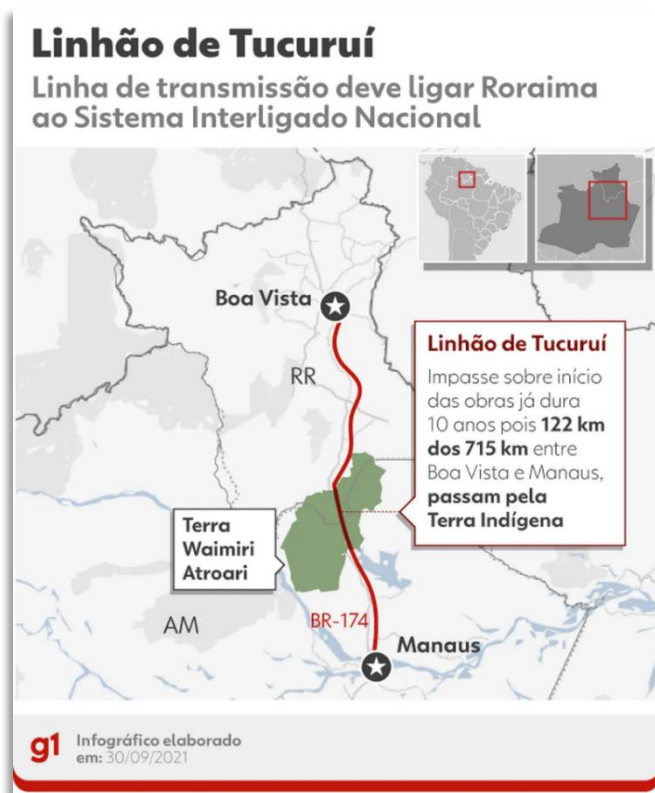 Linhão de Tucuruí
Linha de transmissão deve ligar Roraima
ao Sistema Interligado Nacional
Boa Vista
RR
Linhão de Tucuruí
Impasse sobre início
das obras já dura
10 anos pois 122 km
dos 715 km entre
Boa Vista e Manaus,
passam pela
Terra Indígena
Terra
Waimiri
Atroari
AM
BR-174
Manaus
g1
Infográfico elaborado
em: 30/09/2021